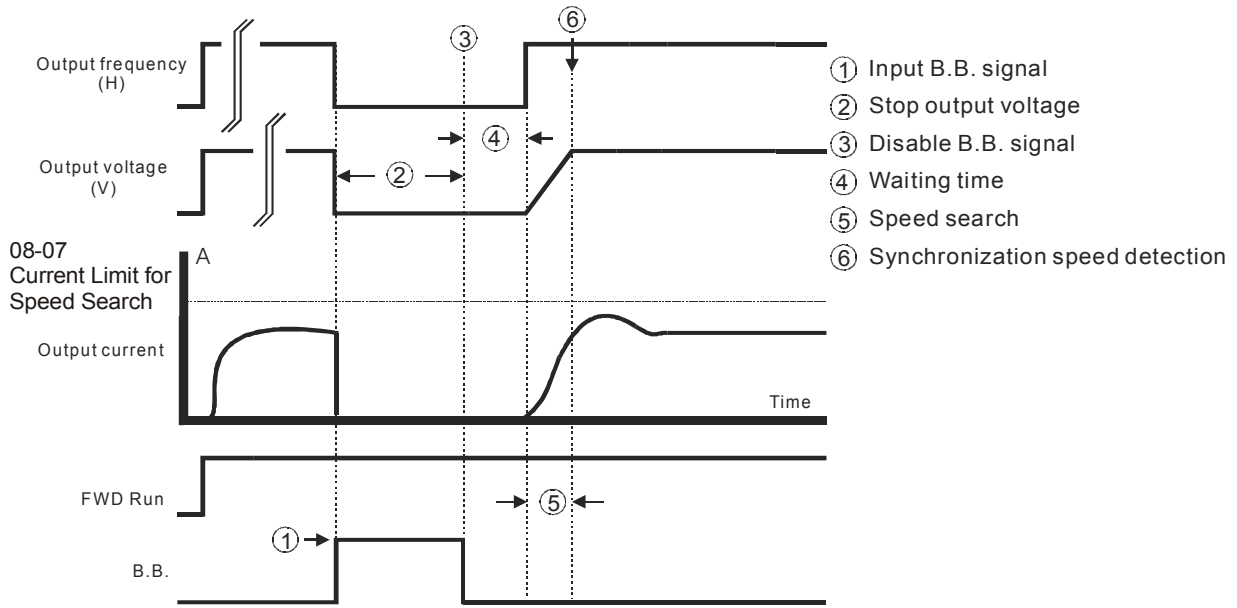 ⑥
③
Output frequency
(H)
① Input B.B. signal
② Stop output voltage
④
③ Disable B.B. signal
Output voltage
(V)
②
④ Waiting time
⑤ Speed search
⑥ Synchronization speed detection
08-07
Current Limit for
Speed Search
A
Output current
Time
FWD Run
⑤
①
B.B.